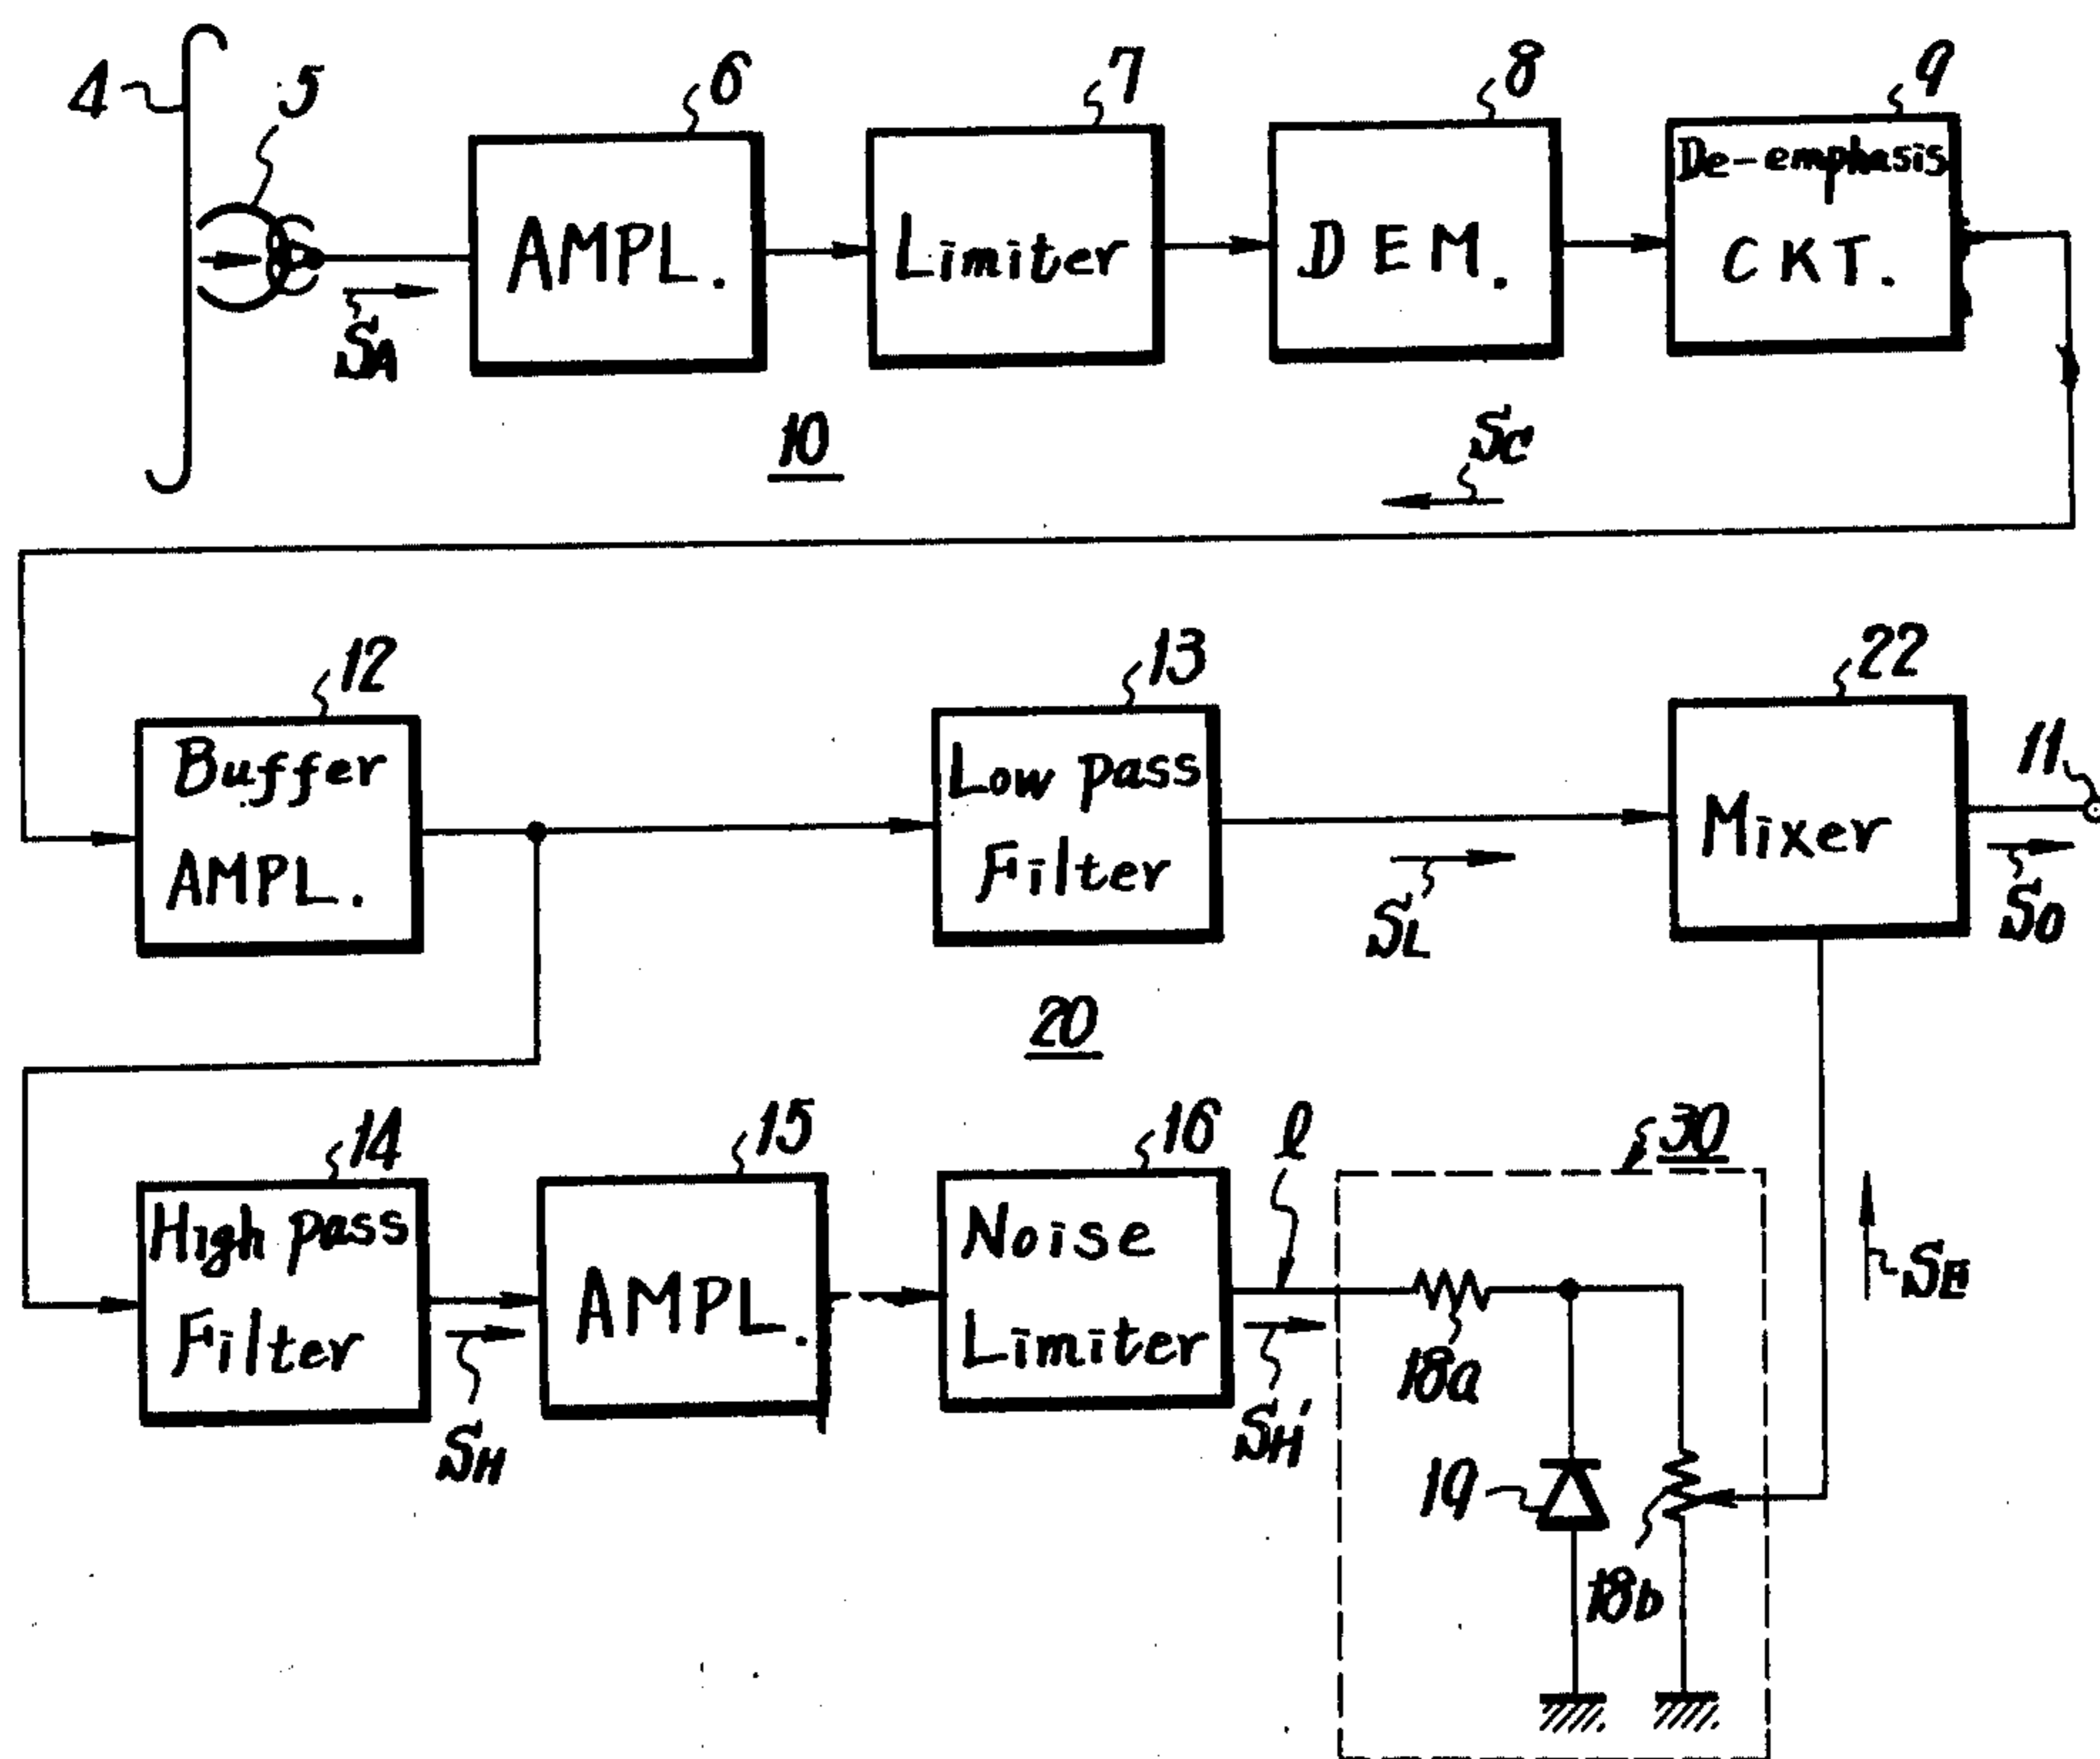 4
5
6
7
8
9
AMPL.
Limiter
DEM.
De-emphasis
CKT.
SA
10
SC
12
13
22
11
Buffer
AMPL.
Low pass
Filter
Mixer
SL
SO
20
14
15
16
l
30
High pass
Filter
AMPL.
Noise
Limiter
SH
SH'
18a
19
18b